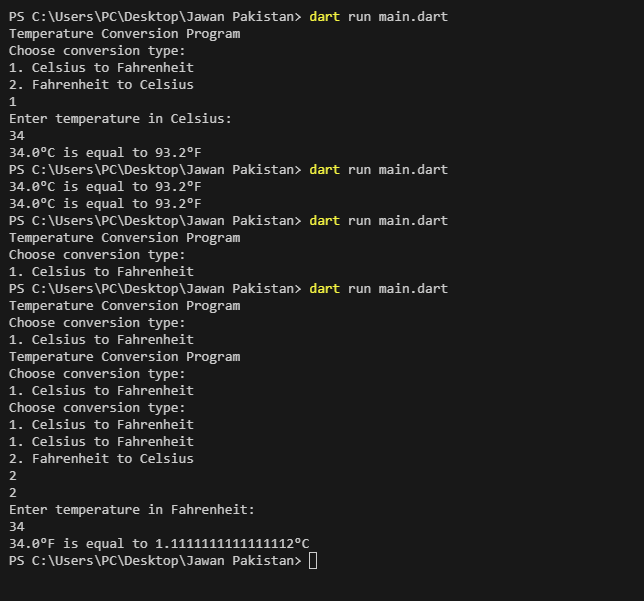 PS C:\Users\PC\Desktop\Jawan Pakistan> dart run main.dart
Temperature Conversion Program
Choose conversion type:
1. Celsius to Fahrenheit
2. Fahrenheit to Celsius
1
Enter temperature in Celsius:
34
34.0°C is equal to 93.2°F
PS C:\Users\PC\Desktop\Jawan Pakistan> dart run main.dart
34.0°C is equal to 93.2°F
34.0°C is equal to 93.2°F
PS C:\Users\PC\Desktop\Jawan Pakistan> dart run main.dart
Temperature Conversion Program
Choose conversion type:
1. Celsius to Fahrenheit
PS C:\Users\PC\Desktop\Jawan Pakistan> dart run main.dart
Temperature Conversion Program
Choose conversion type:
1. Celsius to Fahrenheit
Temperature Conversion Program
1. Celsius to Fahrenheit
Choose conversion type:
1. Celsius to Fahrenheit
1. Celsius to Fahrenheit
2. Fahrenheit to Celsius
2
2
Enter temperature in Fahrenheit:
34
34.0°F is equal to 1.1111111111111112°C
PS C:\Users\PC\Desktop\Jawan Pakistan>